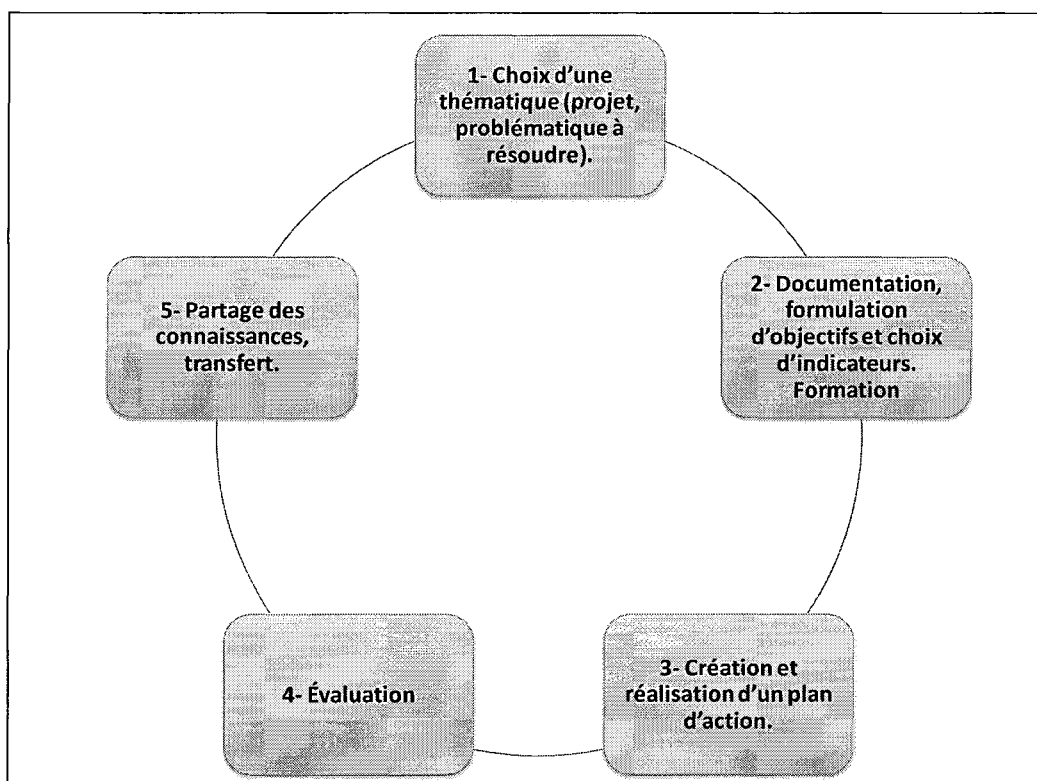 1- Choix d'une
thématique (projet,
problématique à
résoudre).
2- Documentation,
formulation
d'objectifs et choix
d'indicateurs.
Formation
3- Création et
réalisation d'un plan
d'action.
4- Évaluation
5- Partage des
connaissances,
transfert.